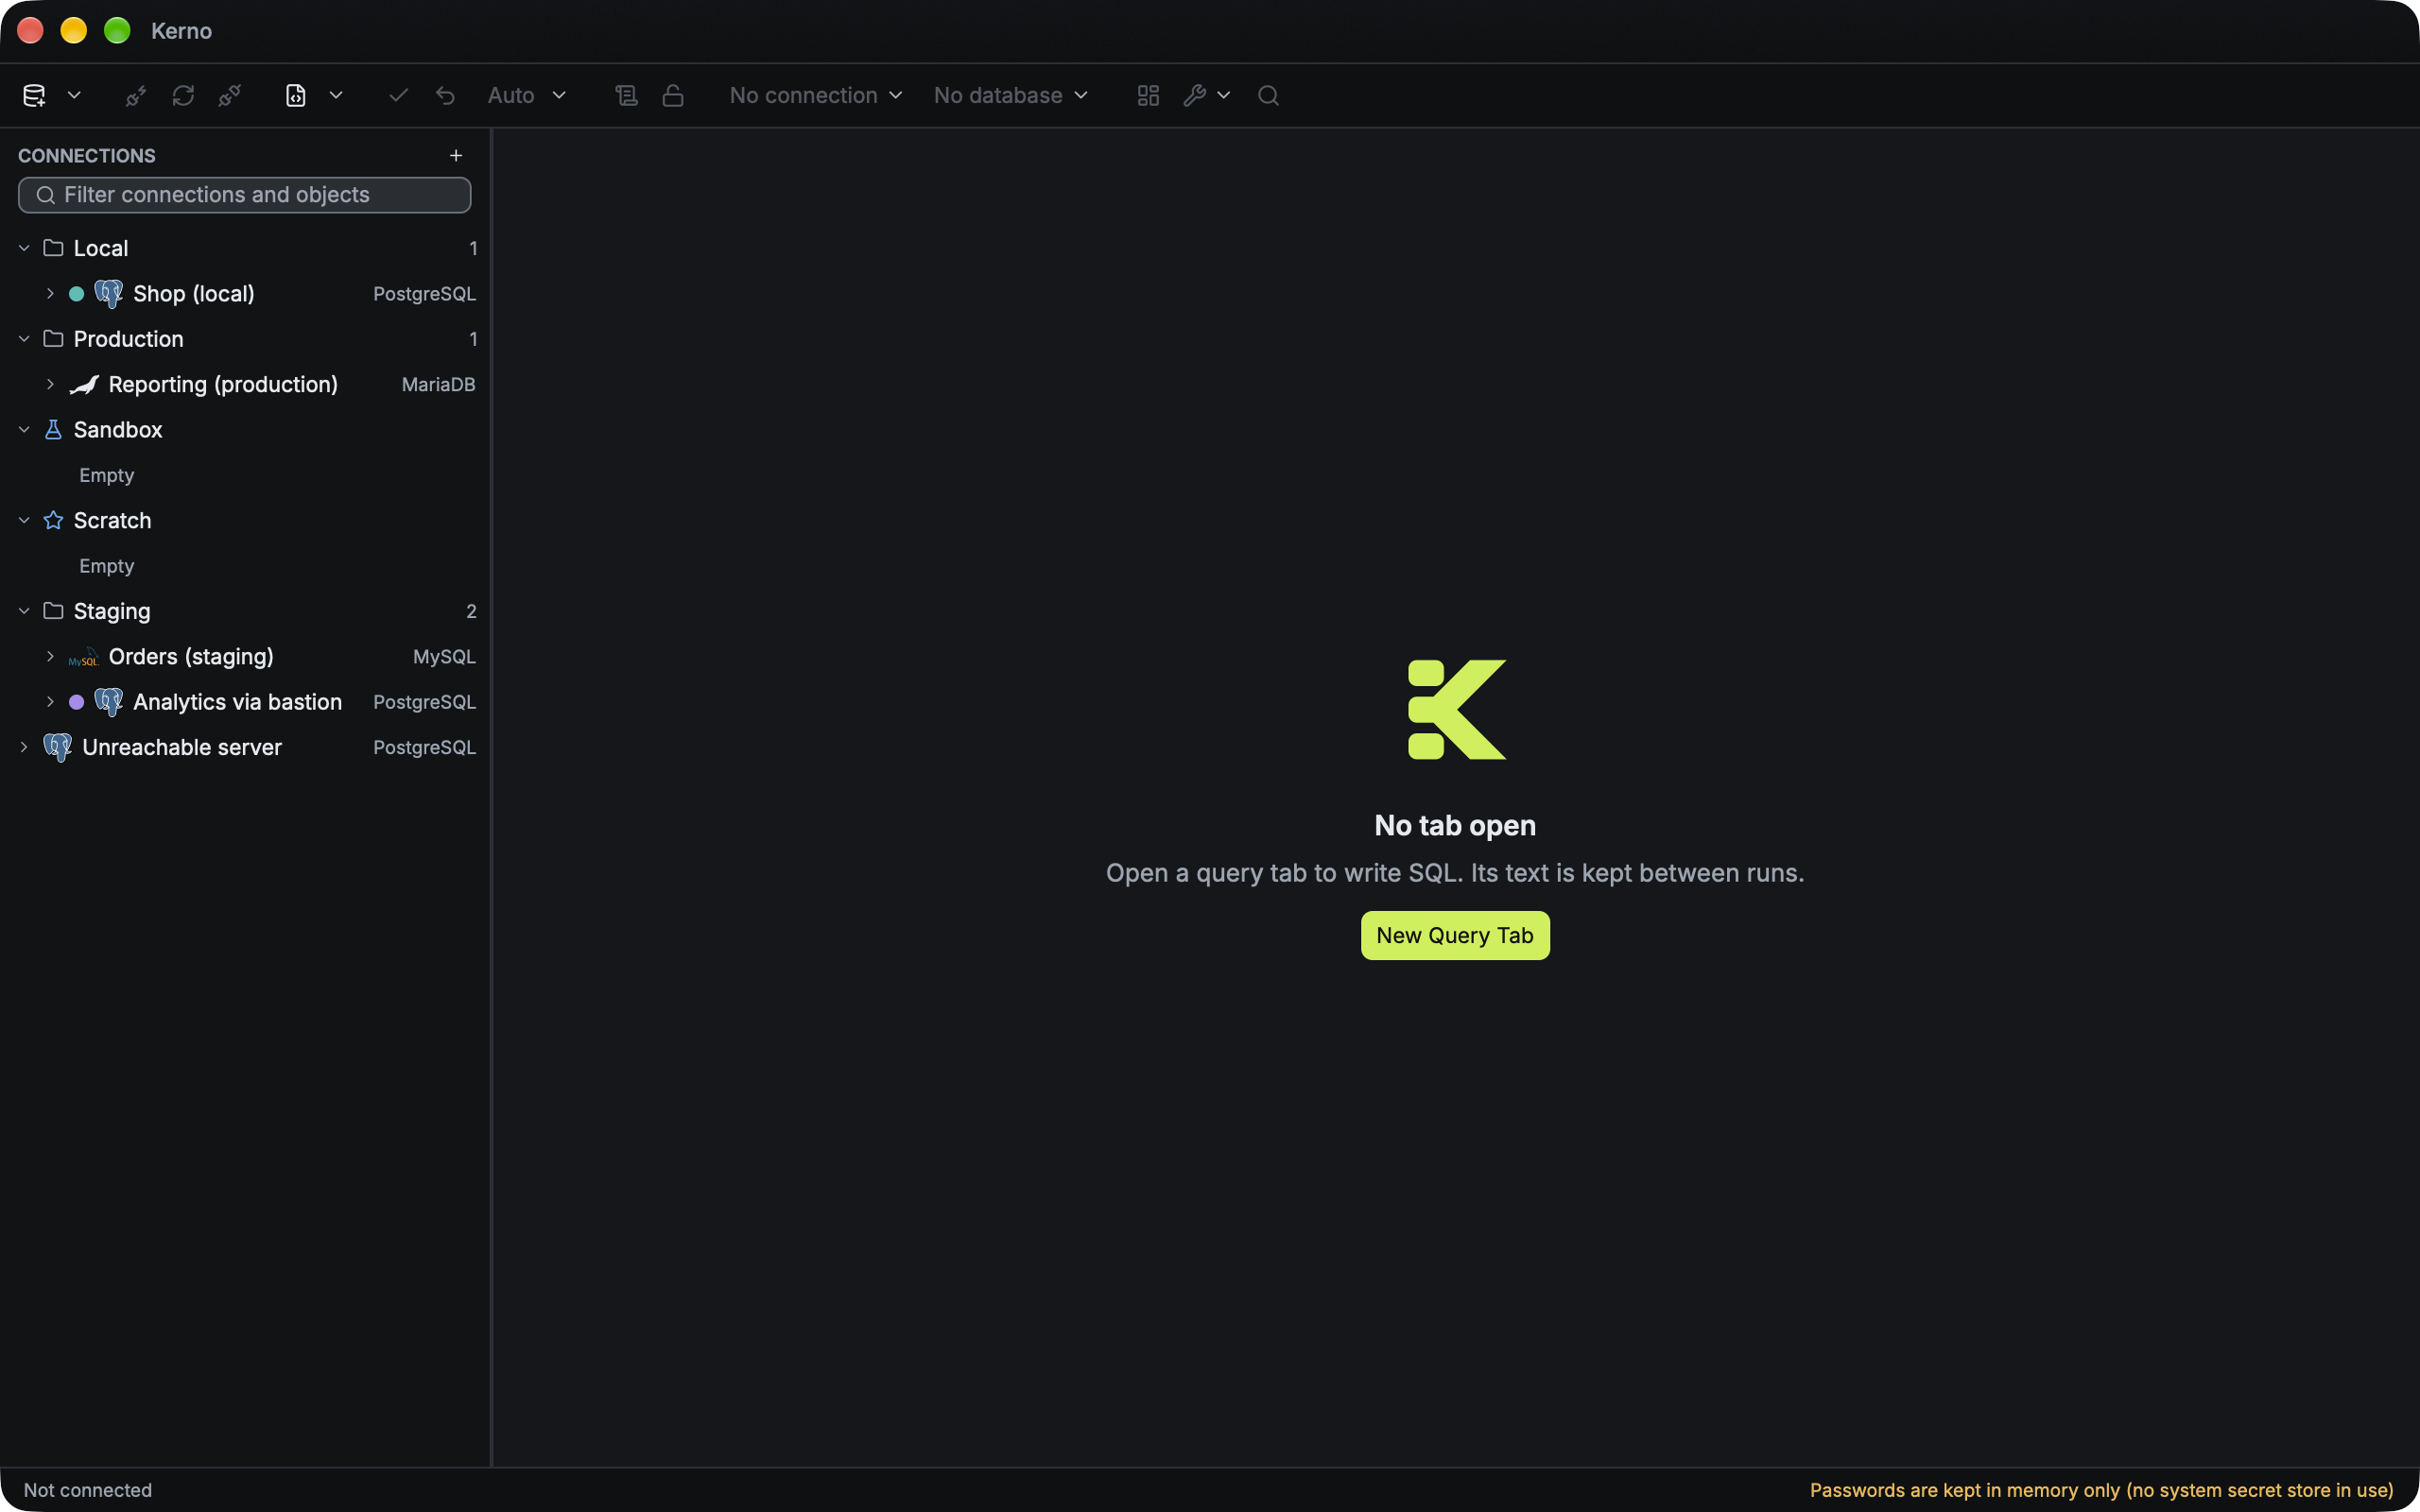 Kerno
Auto
No connection
No database
CONNECTIONS
Filter connections and objects
Local 1
Shop (local) PostgreSQL
Production 1
Reporting (production) MariaDB
Sandbox
Empty
Scratch
Empty
Staging 2
MySQL Orders (staging) MySQL
Analytics via bastion PostgreSQL
Unreachable server PostgreSQL
No tab open
Open a query tab to write SQL. Its text is kept between runs.
New Query Tab
Not connected
Passwords are kept in memory only (no system secret store in use)